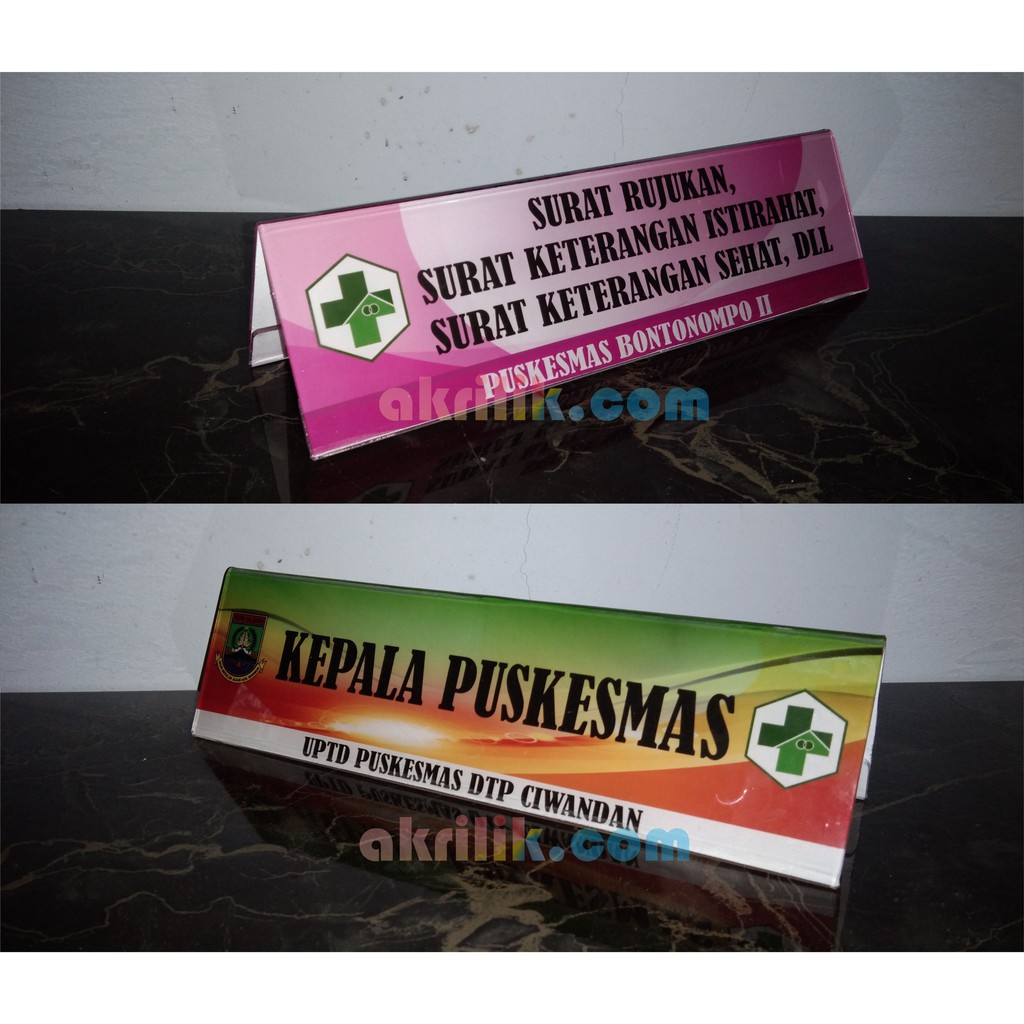 SURAT RUJUKAN,
SURAT KETERANGAN ISTIRAHAT,
SURAT KETERANGAN SEHAT, DLL
PUSKESMAS BONTONOMPO II
akrilik.com
KEPALA PUSKESMAS
UPTD PUSKESMAS DTP CIWANDAN
akrilik.com